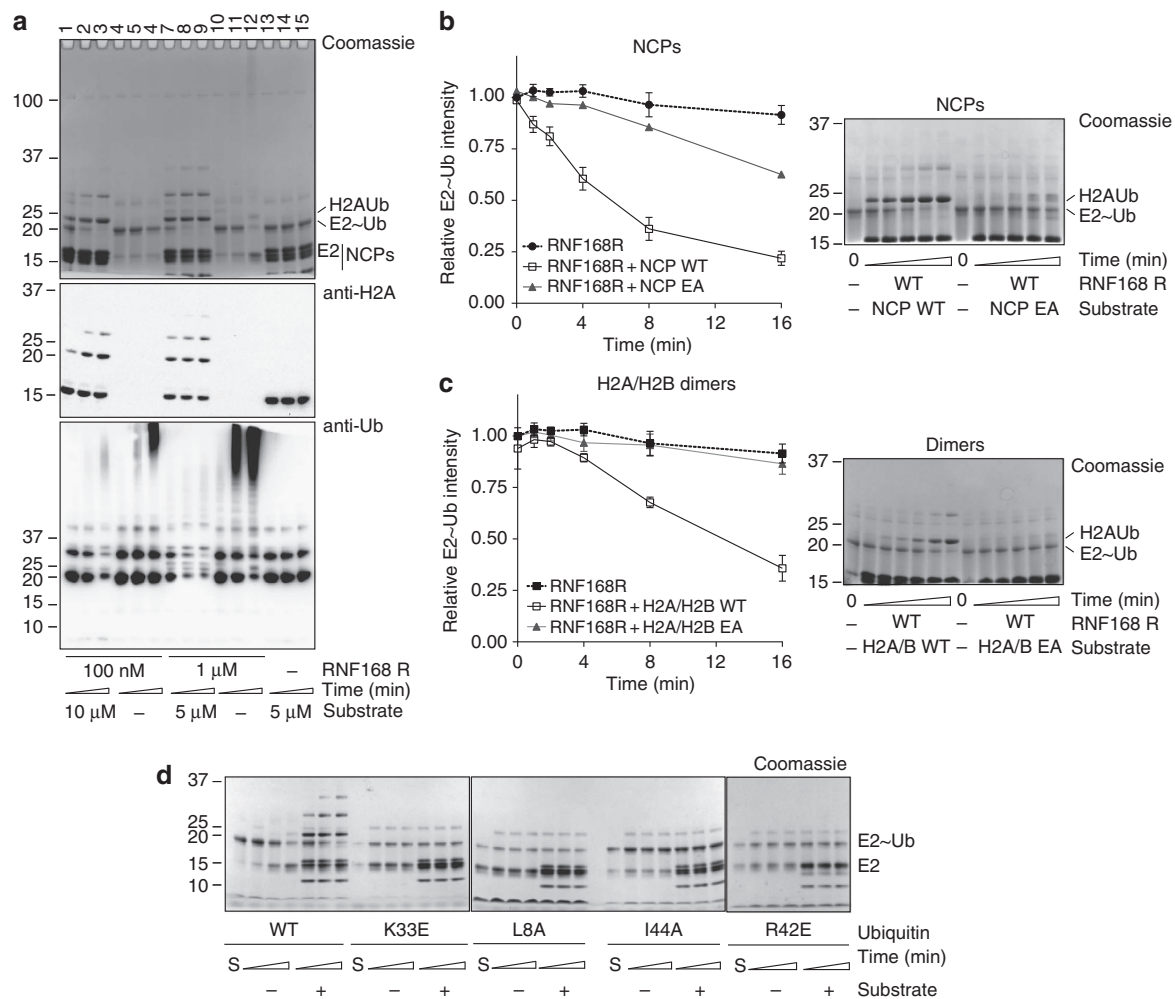 a
1 2 3 4 5 4 7 8 9 10 11 12 13 14 15
Coomassie
100
37
25
20
15
H2AUb
E2~Ub
E2
NCPs
37
anti-H2A
25
20
15
anti-Ub
37
25
20
15
10
100 nM 1 μM – RNF168 R
Time (min)
10 μM – 5 μM – 5 μM Substrate
b
NCPs
Relative E2~Ub intensity
1.00
0.75
0.50
0.25
0.00
RNF168R
RNF168R + NCP WT
RNF168R + NCP EA
0 4 8 12 16
Time (min)
NCPs
37
Coomassie
25
20
15
H2AUb
E2~Ub
0 0 Time (min)
– WT – WT RNF168 R
– NCP WT – NCP EA Substrate
c
H2A/H2B dimers
Relative E2~Ub intensity
1.00
0.75
0.50
0.25
0.00
RNF168R
RNF168R + H2A/H2B WT
RNF168R + H2A/H2B EA
0 4 8 12 16
Time (min)
Dimers
37
Coomassie
25
20
15
H2AUb
E2~Ub
0 0 Time (min)
– WT – WT RNF168 R
– H2A/B WT – H2A/B EA Substrate
d
Coomassie
37
25
20
15
10
E2~Ub
E2
WT K33E L8A I44A R42E Ubiquitin
S S S S S Time (min)
– + – + – + – + – + Substrate